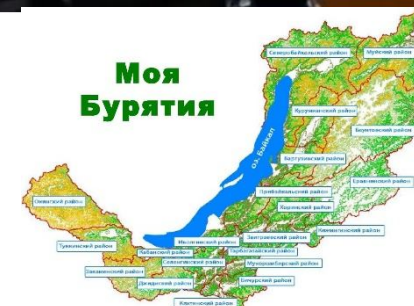 Моя
Бурятия
Северобайкальский район
Муйский район
Курумканский район
Баунтовский район
оз. Байкал
Баргузинский район
Еравнинский район
Прибайкальский район
Хоринский район
Окинский район
Кижингинский район
Заиграевский район
Иволгинский район
Тункинский район
Тарбагатайский район
Кабанский район
Селенгинский район
Мухоршибирский район
Закаменский район
Джидинский район
Бичурский район
Кяхтинский район